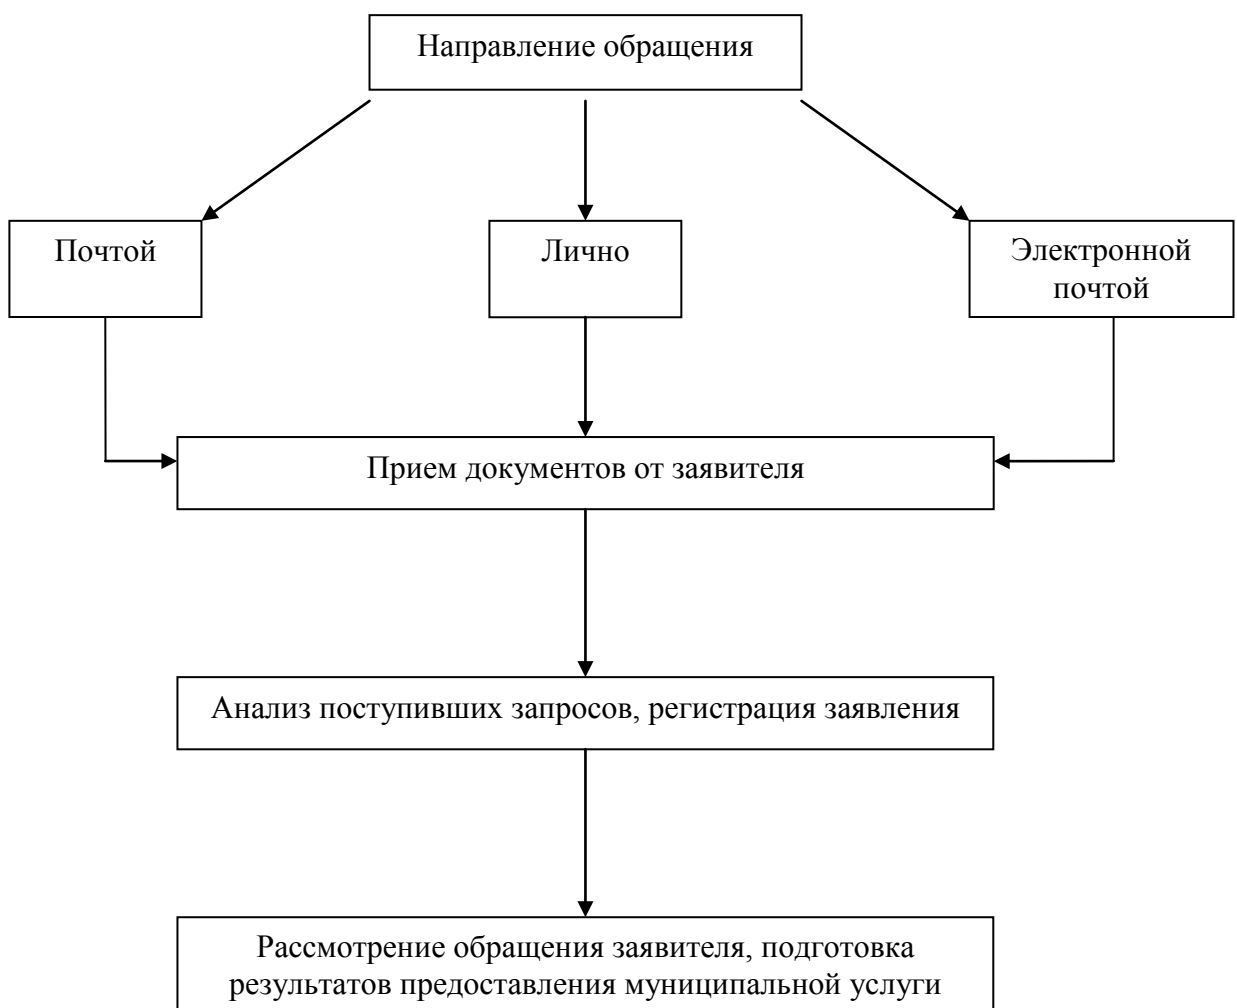 Направление обращения
Почтой
Лично
Электронной
почтой
Прием документов от заявителя
Анализ поступивших запросов, регистрация заявления
Рассмотрение обращения заявителя, подготовка
результатов предоставления муниципальной услуги